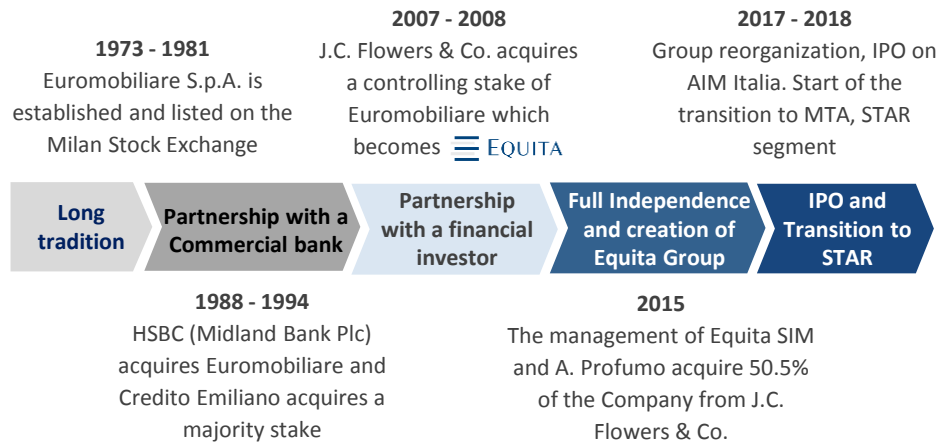 1973 - 1981
Euromobiliare S.p.A. is
established and listed on the
Milan Stock Exchange
2007 - 2008
J.C. Flowers & Co. acquires
a controlling stake of
Euromobiliare which
becomes EQUITA
2017 - 2018
Group reorganization, IPO on
AIM Italia. Start of the
transition to MTA, STAR
segment
Long
tradition
Partnership with a
Commercial bank
Partnership
with a financial
investor
Full Independence
and creation of
Equita Group
IPO and
Transition to
STAR
1988 - 1994
HSBC (Midland Bank Plc)
acquires Euromobiliare and
Credito Emiliano acquires a
majority stake
2015
The management of Equita SIM
and A. Profumo acquire 50.5%
of the Company from J.C.
Flowers & Co.